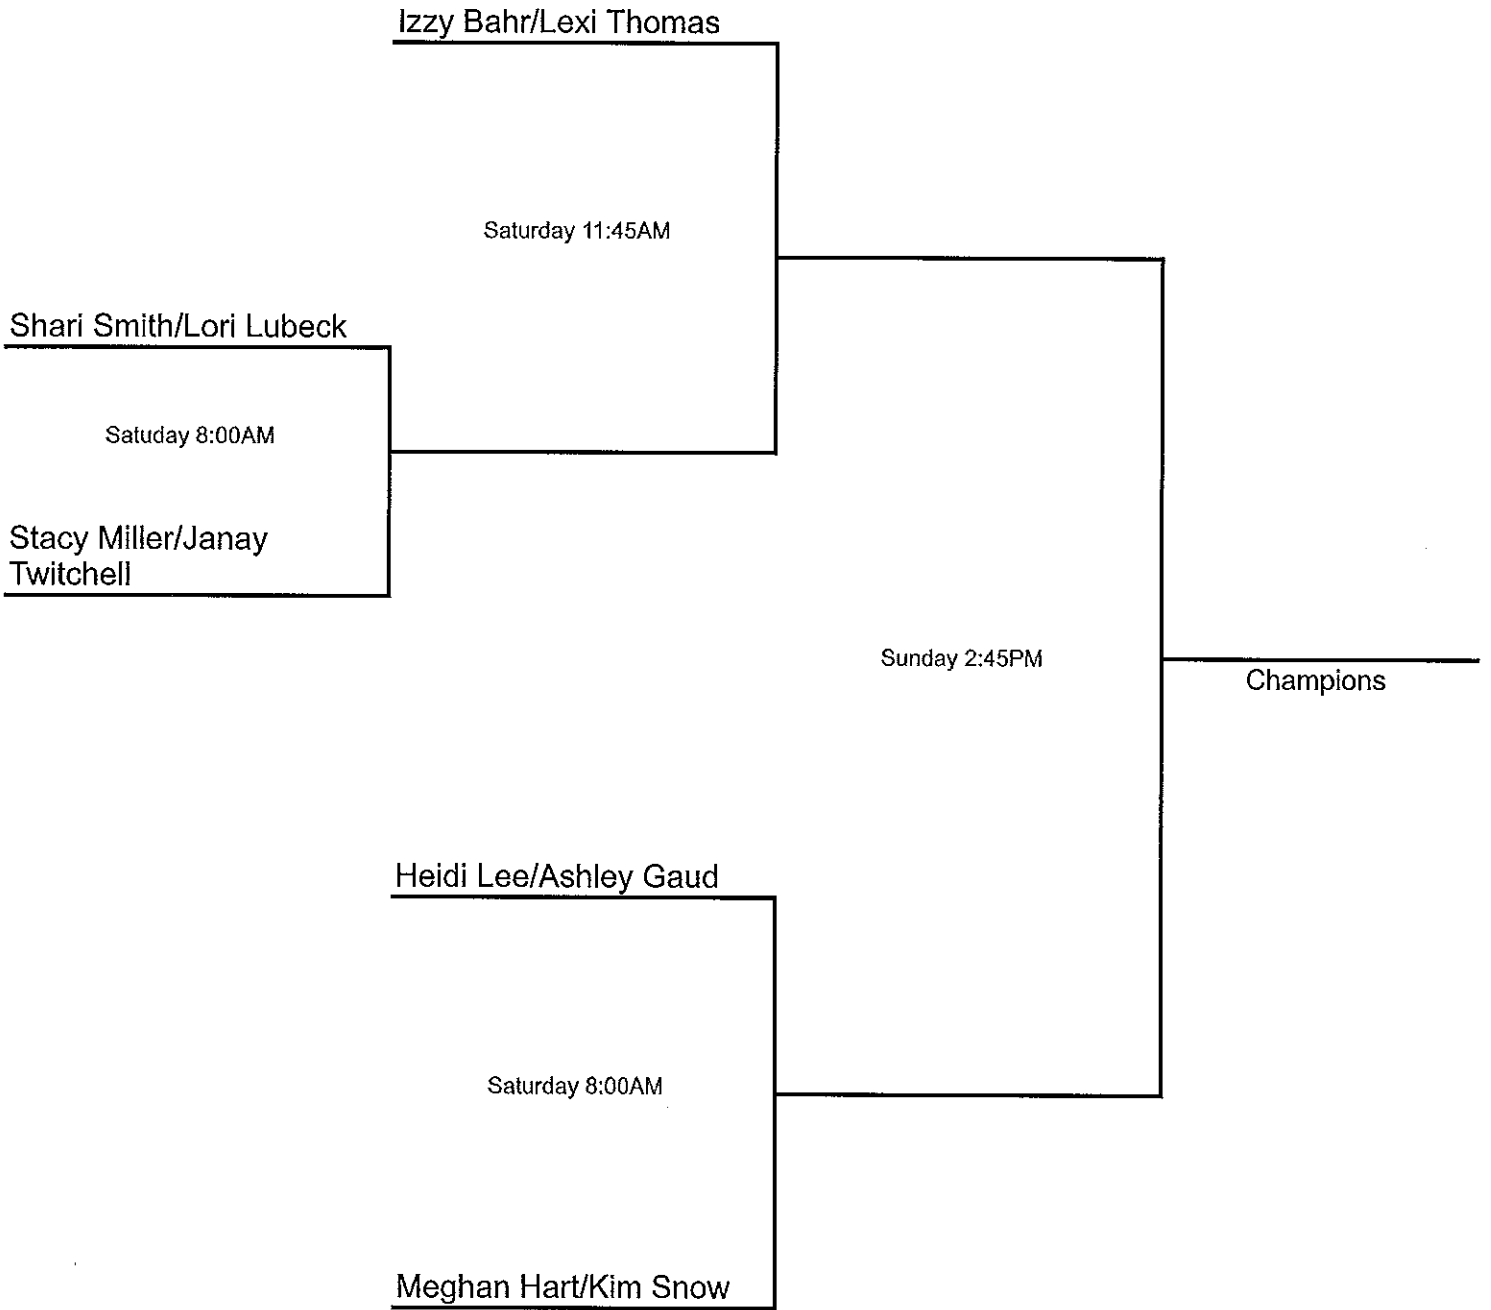 Izzy Bahr/Lexi Thomas
Saturday 11:45AM
Shari Smith/Lori Lubeck
Satuday 8:00AM
Stacy Miller/Janay
Twitchell
Sunday 2:45PM
Champions
Heidi Lee/Ashley Gaud
Saturday 8:00AM
Meghan Hart/Kim Snow